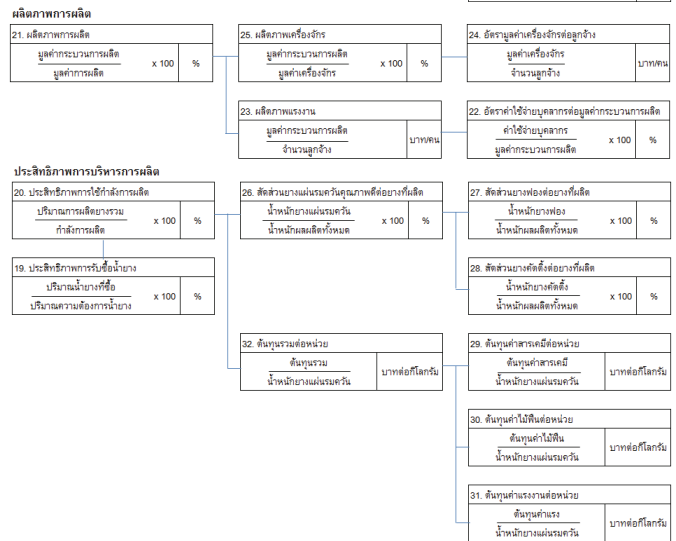 ผลิตภาพการผลิต
21. ผลิตภาพการผลิต
มูลค่ากระบวนการผลิต
มูลค่าการผลิต
x 100
%
25. ผลิตภาพเครื่องจักร
มูลค่ากระบวนการผลิต
มูลค่าเครื่องจักร
x 100
%
24. อัตรามูลค่าเครื่องจักรต่อลูกจ้าง
มูลค่าเครื่องจักร
จำนวนลูกจ้าง
บาท/คน
23. ผลิตภาพแรงงาน
มูลค่ากระบวนการผลิต
จำนวนลูกจ้าง
บาท/คน
22. อัตราค่าใช้จ่ายบุคลากรต่อมูลค่ากระบวนการผลิต
ค่าใช้จ่ายบุคลากร
มูลค่ากระบวนการผลิต
x 100
%
ประสิทธิภาพการบริหารการผลิต
20. ประสิทธิภาพการใช้กำลังการผลิต
ปริมาณการผลิตยางรวม
กำลังการผลิต
x 100
%
26. สัดส่วนยางแผ่นรมควันคุณภาพดีต่อยางที่ผลิต
น้ำหนักยางแผ่นรมควัน
น้ำหนักผลผลิตทั้งหมด
x 100
%
27. สัดส่วนยางฟองต่อยางที่ผลิต
น้ำหนักยางฟอง
น้ำหนักผลผลิตทั้งหมด
x 100
%
19. ประสิทธิภาพการรับซื้อน้ำยาง
ปริมาณน้ำยางที่ซื้อ
ปริมาณความต้องการน้ำยาง
x 100
%
28. สัดส่วนยางคัตติ้งต่อยางที่ผลิต
น้ำหนักยางคัตติ้ง
น้ำหนักผลผลิตทั้งหมด
x 100
%
32. ต้นทุนรวมต่อหน่วย
ต้นทุนรวม
น้ำหนักยางแผ่นรมควัน
บาทต่อกิโลกรัม
29. ต้นทุนค่าสารเคมีต่อหน่วย
ต้นทุนค่าสารเคมี
น้ำหนักยางแผ่นรมควัน
บาทต่อกิโลกรัม
30. ต้นทุนค่าไม้ฟืนต่อหน่วย
ต้นทุนค่าไม้ฟืน
น้ำหนักยางแผ่นรมควัน
บาทต่อกิโลกรัม
31. ต้นทุนค่าแรงงานต่อหน่วย
ต้นทุนค่าแรง
น้ำหนักยางแผ่นรมควัน
บาทต่อกิโลกรัม